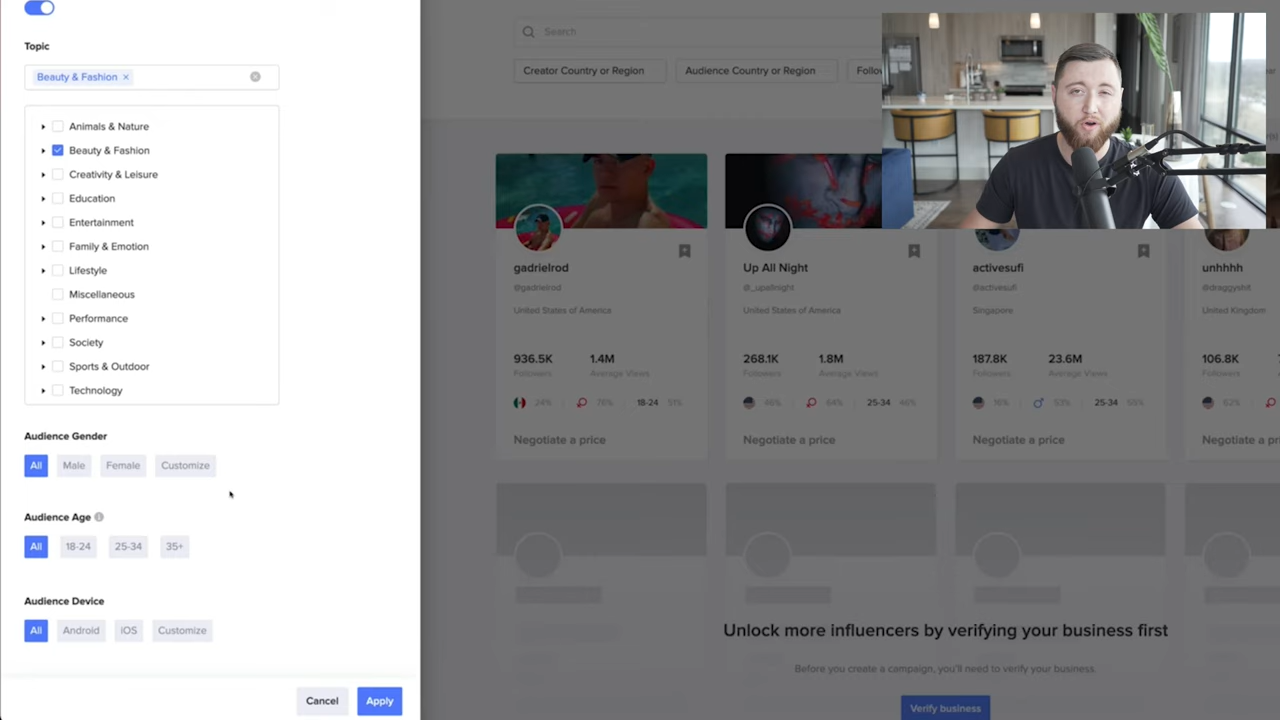 Topic
Beauty & Fashion ×
Animals & Nature
Beauty & Fashion
Creativity & Leisure
Education
Entertainment
Family & Emotion
Lifestyle
Miscellaneous
Performance
Society
Sports & Outdoor
Technology
Audience Gender
All Male Female Customize
Audience Age
All 18-24 25-34 35+
Audience Device
All Android iOS Customize
Cancel Apply
Search
Creator Country or Region Audience Country or Region Follow
gadrielrod
@gadrielrod
United States of America
936.5K 1.4M
Followers Average Views
24% 76% 18-24 51%
Negotiate a price
Up All Night
@_upallnight
United States of America
268.1K 1.8M
Followers Average Views
64% 25-34 46%
Negotiate a price
activesufi
@activesufi
Singapore
187.8K 23.6M
Followers Average Views
16% 53% 25-34
Negotiate a price
unhhhh
@draggyshit
United Kingdom
106.8K
Followers
62%
Negotiate a pr
Unlock more influencers by verifying your business first
Before you create a campaign, you'll need to verify your business.
Verify business